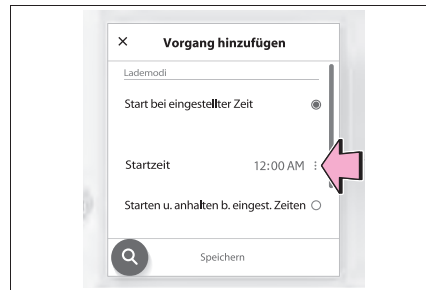 Vorgang hinzufügen
Lademodi
Start bei eingestellter Zeit
Startzeit 12:00 AM
Starten u. anhalten b. eingest. Zeiten
Speichern